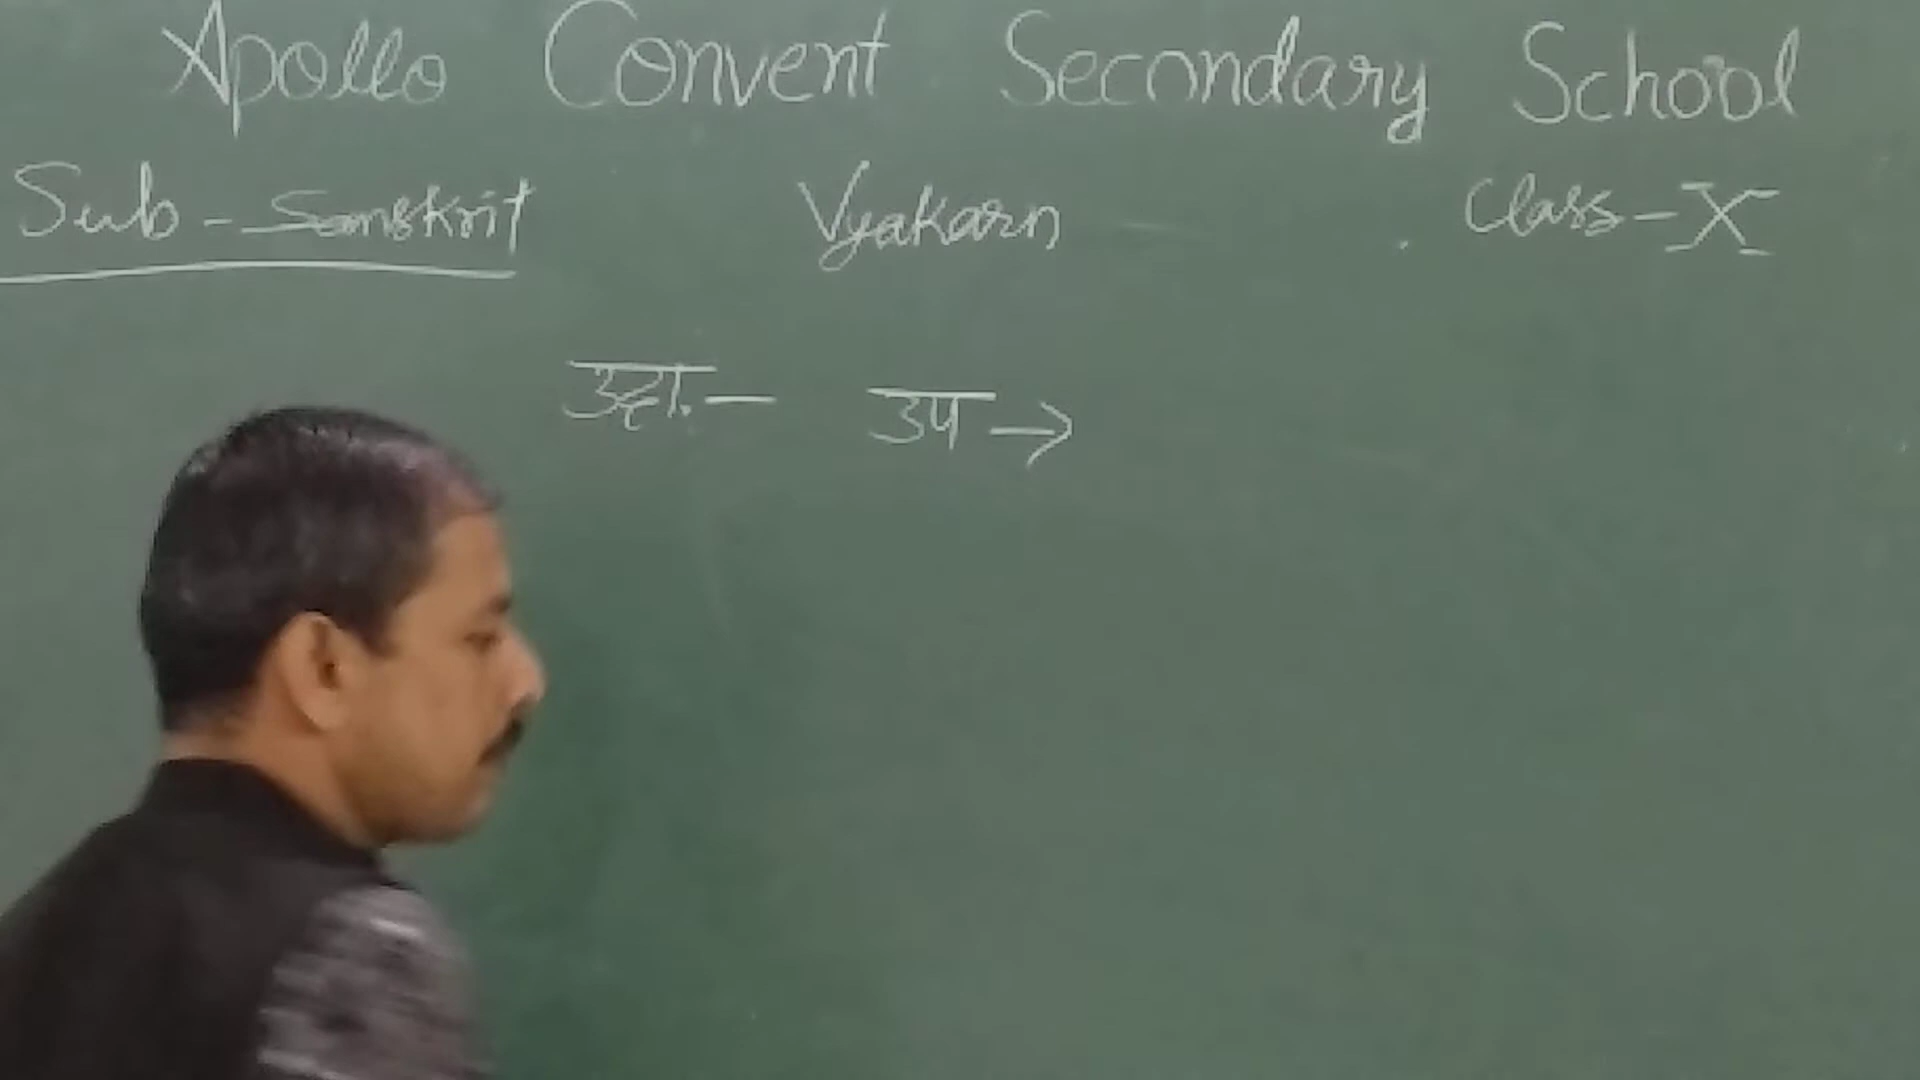 Apollo Convent Secondary School
Sub - Sanskrit Vyakarn Class - X
उदा. - उप →